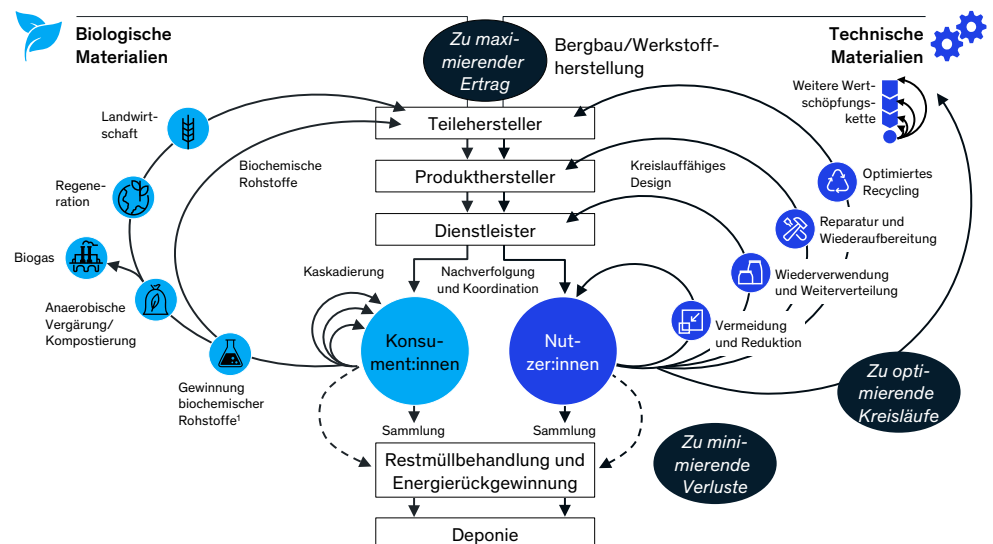 Biologische
Materialien
Zu maxi-
mierender
Ertrag
Bergbau/Werkstoff-
herstellung
Technische
Materialien
Weitere Wert-
schöpfungs-
kette
Landwirt-
schaft
Teilehersteller
Biochemische
Rohstoffe
Regene-
ration
Produkthersteller
Kreislauffähiges
Design
Optimiertes
Recycling
Dienstleister
Reparatur und
Wiederaufbereitung
Biogas
Kaskadierung
Nachverfolgung
und Koordination
Wiederverwendung
und Weiterverteilung
Anaerobische
Vergärung/
Kompostierung
Konsu-
ment:innen
Nut-
zer:innen
Vermeidung
und Reduktion
Gewinnung
biochemischer
Rohstoffe¹
Zu opti-
mierende
Kreisläufe
Sammlung
Sammlung
Zu mini-
mierende
Verluste
Restmüllbehandlung und
Energierückgewinnung
Deponie